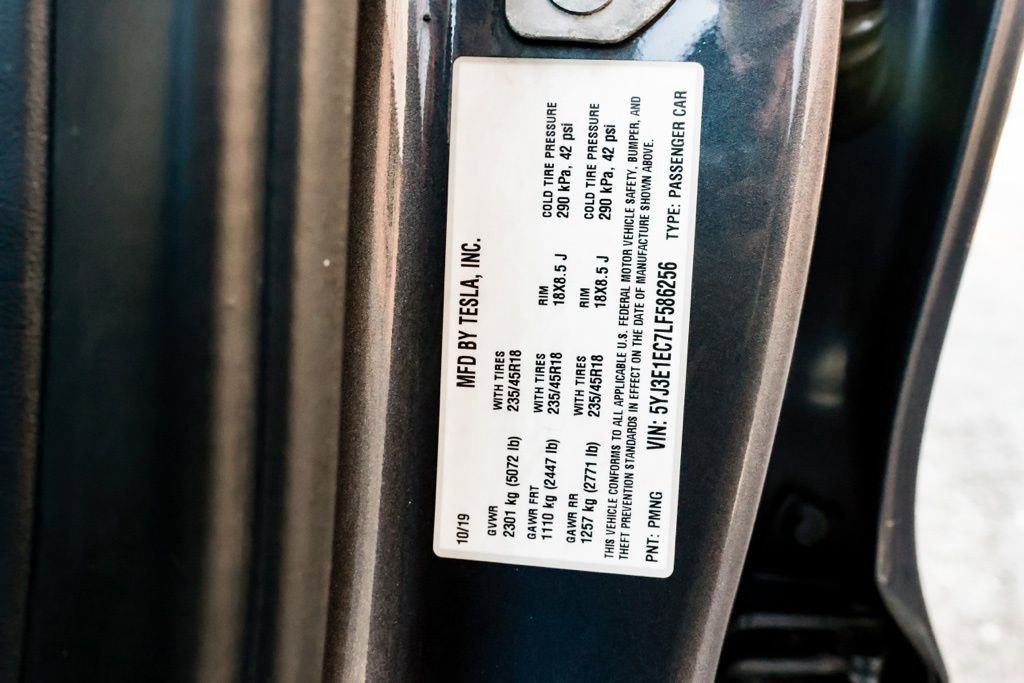 10/19 MFD BY TESLA, INC.
GVWR WITH TIRES
2301 kg (5072 lb) 235/45R18
GAWR FRT WITH TIRES RIM COLD TIRE PRESSURE
1110 kg (2447 lb) 235/45R18 18X8.5 J 290 kPa, 42 psi
GAWR RR WITH TIRES RIM COLD TIRE PRESSURE
1257 kg (2771 lb) 235/45R18 18X8.5 J 290 kPa, 42 psi
THIS VEHICLE CONFORMS TO ALL APPLICABLE U.S. FEDERAL MOTOR VEHICLE SAFETY, BUMPER, AND
THEFT PREVENTION STANDARDS IN EFFECT ON THE DATE OF MANUFACTURE SHOWN ABOVE.
PNT: PMNG VIN: 5YJ3E1EC7LF586256 TYPE: PASSENGER CAR